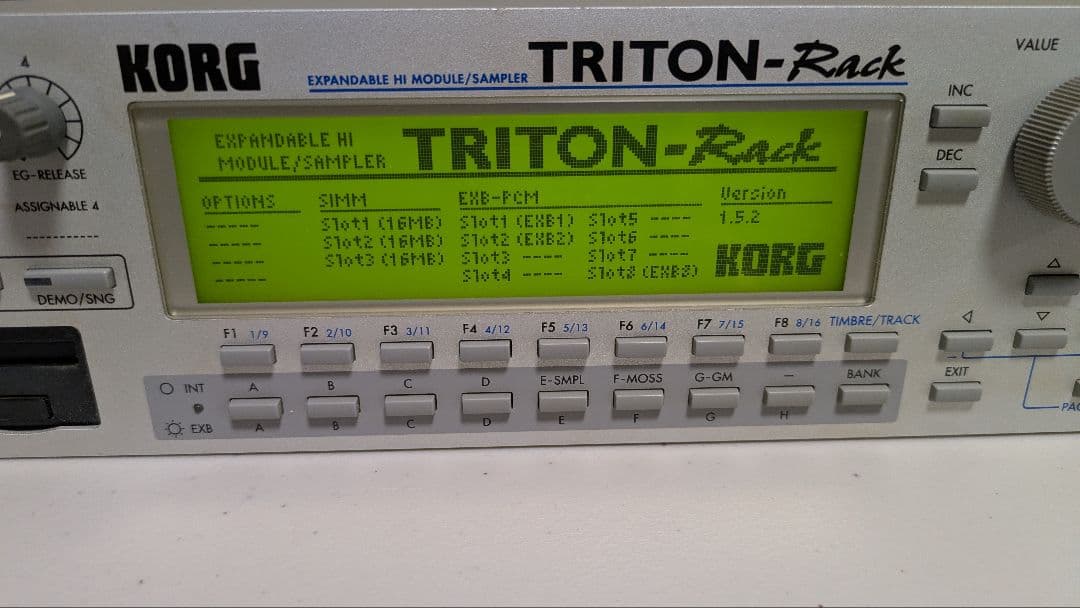 KORG EXPANDABLE HI MODULE/SAMPLER TRITON-Rack
VALUE
4
EG-RELEASE
ASSIGNABLE 4
DEMO/SNG
EXPANDABLE HI
MODULE/SAMPLER TRITON-Rack
OPTIONS SIMM EXB-PCM Version
----- Slot1 (16MB) Slot1 (EXB1) Slot5 ---- 1.5.2
----- Slot2 (16MB) Slot2 (EXB2) Slot6 ----
----- Slot3 (16MB) Slot3 ---- Slot7 ----
----- Slot4 ---- Slot8 (EXB8)
KORG
INC
DEC
F1 1/9 F2 2/10 F3 3/11 F4 4/12 F5 5/13 F6 6/14 F7 7/15 F8 8/16 TIMBRE/TRACK
INT A B C D E-SMPL F-MOSS G-GM — BANK
EXB A B C D E F G H
EXIT
PAG